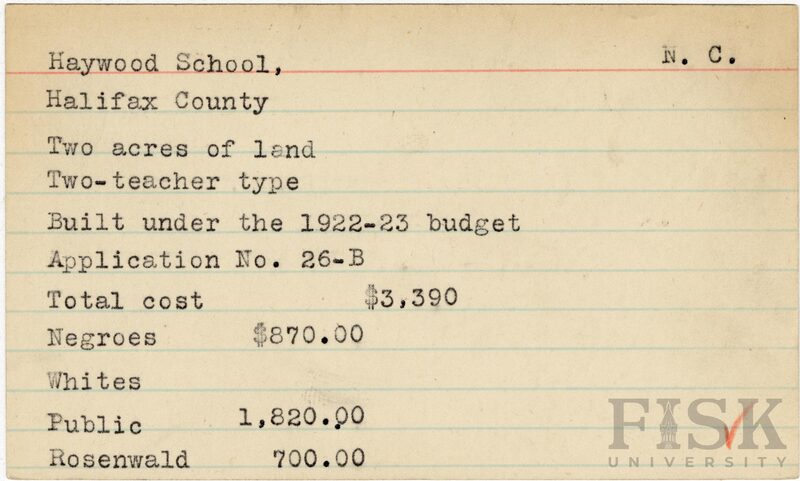 Haywood School, N. C.
Halifax County
Two acres of land
Two-teacher type
Built under the 1922-23 budget
Application No. 26-B
Total cost $3,390
Negroes $870.00
Whites
Public 1,820.00
Rosenwald 700.00
FISK
UNIVERSITY